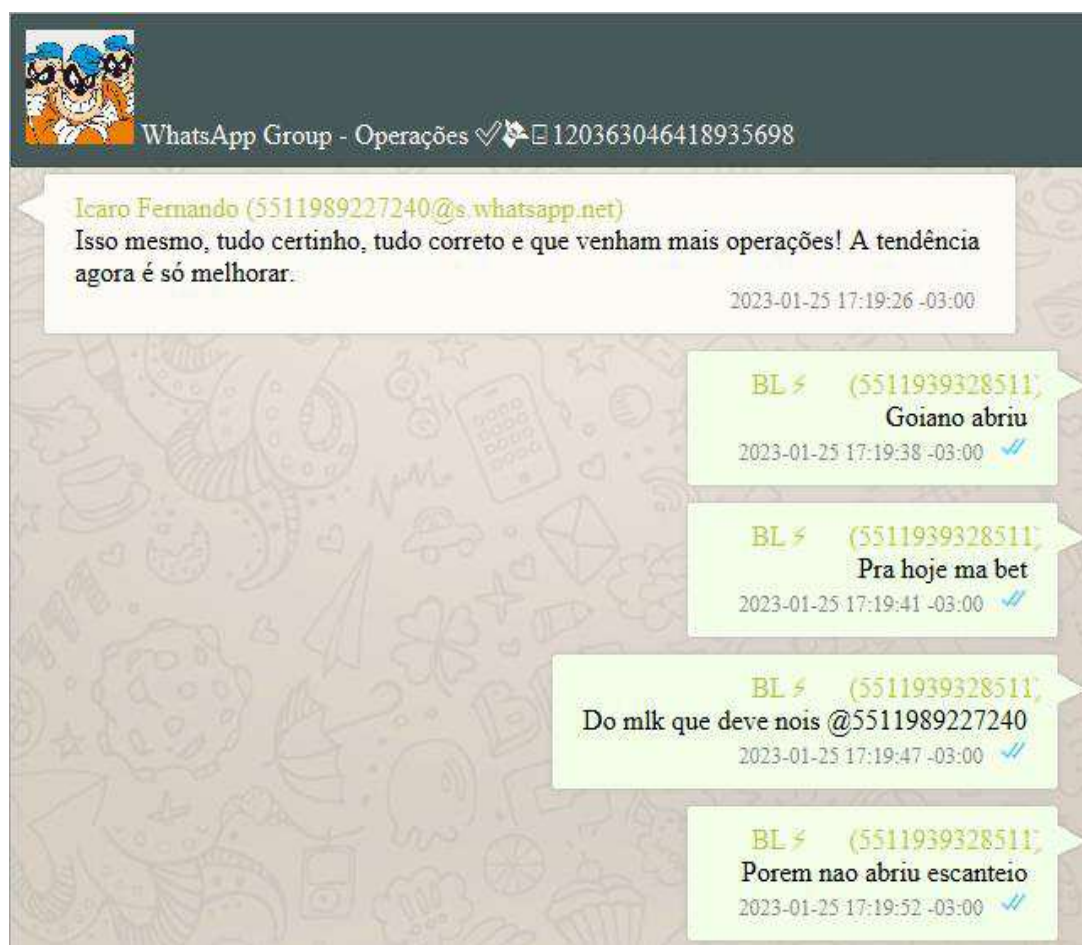 WhatsApp Group - Operações 120363046418935698
Icaro Fernando (5511989227240@s.whatsapp.net)
Isso mesmo, tudo certinho, tudo correto e que venham mais operações! A tendência
agora é só melhorar.
2023-01-25 17:19:26 -03:00
BL⚡ (5511939328511)
Goiano abriu
2023-01-25 17:19:38 -03:00
BL⚡ (5511939328511)
Pra hoje ma bet
2023-01-25 17:19:41 -03:00
BL⚡ (5511939328511)
Do mlk que deve nois @5511989227240
2023-01-25 17:19:47 -03:00
BL⚡ (5511939328511)
Porem nao abriu escanteio
2023-01-25 17:19:52 -03:00